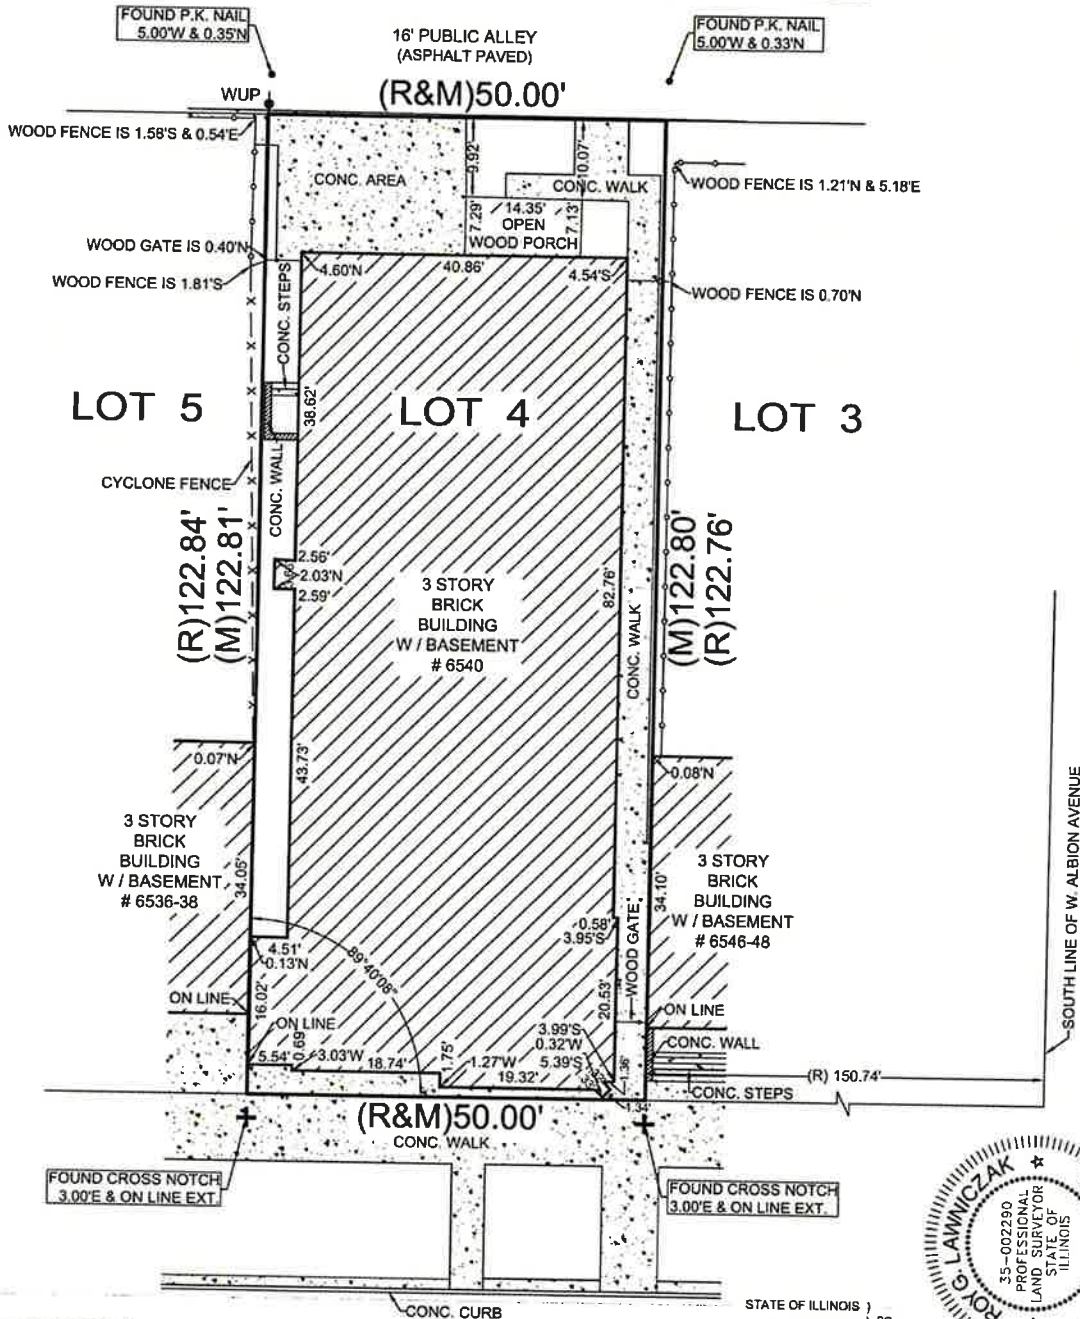 FOUND P.K. NAIL
5.00'W & 0.35'N
16' PUBLIC ALLEY
(ASPHALT PAVED)
FOUND P.K. NAIL
5.00'W & 0.33'N
WUP
(R&M)50.00'
WOOD FENCE IS 1.58'S & 0.54'E
CONC. AREA
9.92'
10.07'
CONC. WALK
WOOD FENCE IS 1.21'N & 5.18'E
7.29'
14.35'
7.13'
OPEN
WOOD PORCH
WOOD GATE IS 0.40'N
WOOD FENCE IS 1.81'S
4.60'N
40.86'
4.54'S
WOOD FENCE IS 0.70'N
CONC. STEPS
LOT 5
38.62'
LOT 4
LOT 3
CYCLONE FENCE
CONC. WALL
(R)122.84'
(M)122.81'
2.56'
2.03'N
2.59'
3 STORY
BRICK
BUILDING
W / BASEMENT
# 6540
82.76'
CONC. WALK
(M)122.80'
(R)122.76'
0.07'N
43.73'
0.08'N
3 STORY
BRICK
BUILDING
W / BASEMENT
# 6536-38
34.05'
3 STORY
BRICK
BUILDING
W / BASEMENT
# 6546-48
34.10'
SOUTH LINE OF W. ALBION AVENUE
0.58'
3.95'S
WOOD GATE
4.51'
0.13'N
89°40'08"
ON LINE
16.02'
20.53'
ON LINE
ON LINE
0.69'
3.99'S
0.32'W
5.39'S
CONC. WALL
5.54'
3.03'W
18.74'
1.75'
1.27'W
19.32'
1.36'
(R) 150.74'
CONC. STEPS
1.34'
(R&M)50.00'
CONC. WALK
FOUND CROSS NOTCH
3.00'E & ON LINE EXT.
FOUND CROSS NOTCH
3.00'E & ON LINE EXT.
ROY G. LAWNICZAK
35-002290
PROFESSIONAL
LAND SURVEYOR
STATE OF
ILLINOIS
CONC. CURB
STATE OF ILLINOIS )